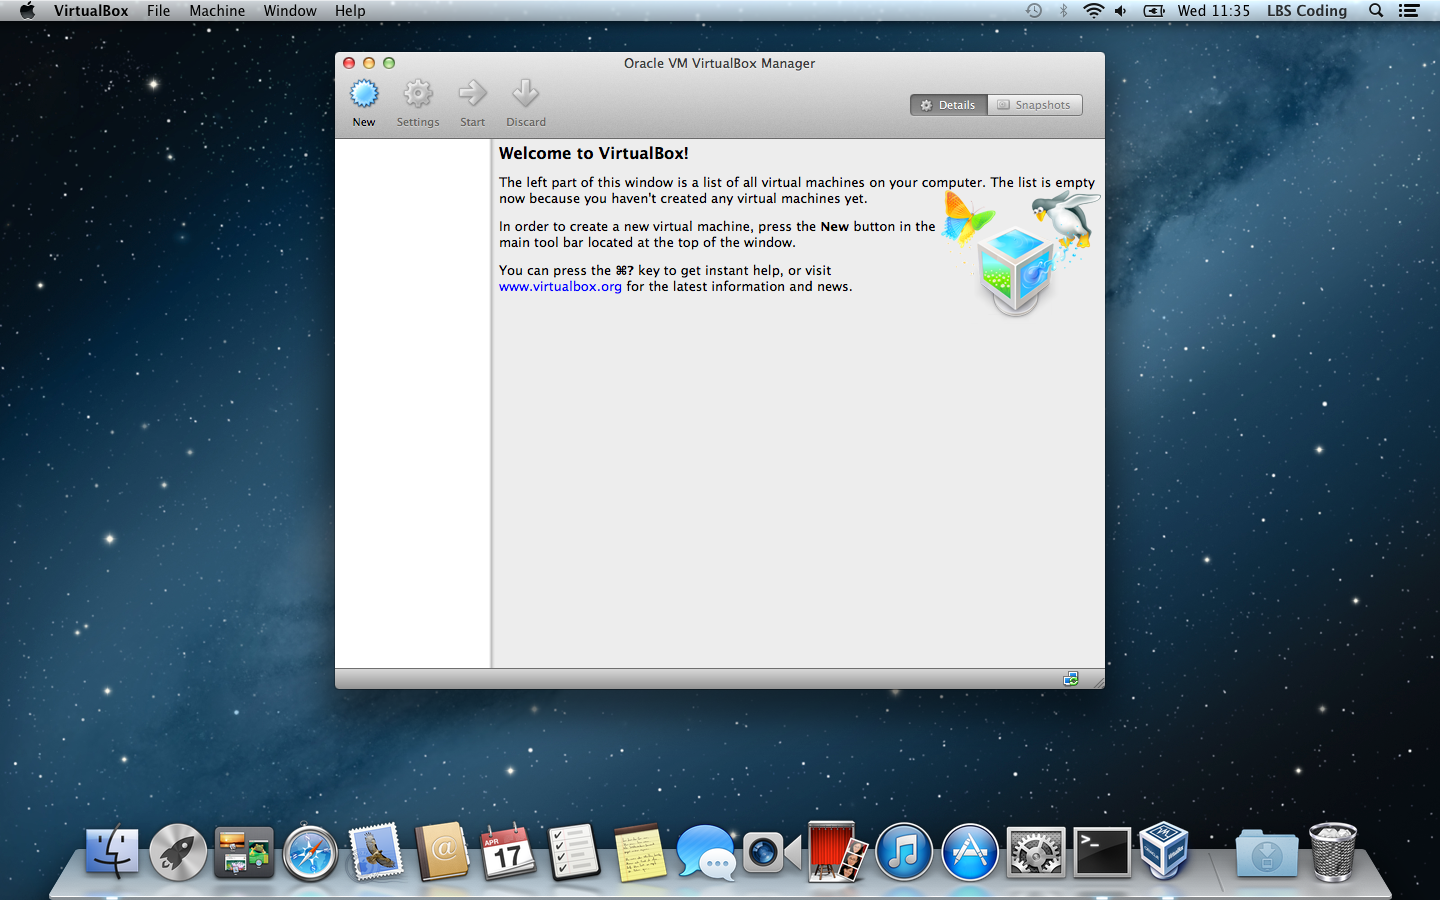 VirtualBox File Machine Window Help Wed 11:35 LBS Coding
Oracle VM VirtualBox Manager
New Settings Start Discard Details Snapshots
Welcome to VirtualBox!
The left part of this window is a list of all virtual machines on your computer. The list is empty
now because you haven't created any virtual machines yet.
In order to create a new virtual machine, press the New button in the
main tool bar located at the top of the window.
You can press the ⌘? key to get instant help, or visit
www.virtualbox.org for the latest information and news.
APR
17
>_